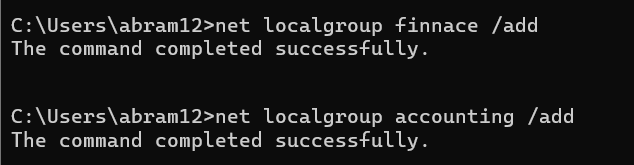 C:\Users\abram12>net localgroup finnace /add
The command completed successfully.
C:\Users\abram12>net localgroup accounting /add
The command completed successfully.